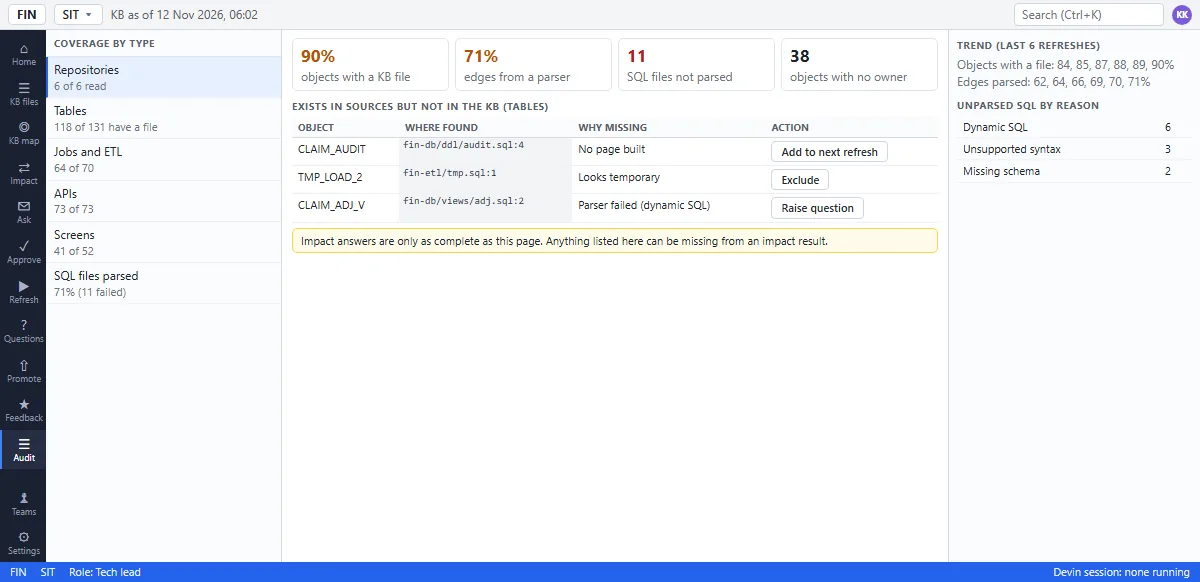 FIN SIT KB as of 12 Nov 2026, 06:02 Search (Ctrl+K) KK
Home
KB files
KB map
Impact
Ask
Approve
Refresh
Questions
Promote
Feedback
Audit
Teams
Settings
COVERAGE BY TYPE
Repositories
6 of 6 read
Tables
118 of 131 have a file
Jobs and ETL
64 of 70
APIs
73 of 73
Screens
41 of 52
SQL files parsed
71% (11 failed)
90%
objects with a KB file
71%
edges from a parser
11
SQL files not parsed
38
objects with no owner
EXISTS IN SOURCES BUT NOT IN THE KB (TABLES)
OBJECT WHERE FOUND WHY MISSING ACTION
CLAIM_AUDIT fin-db/ddl/audit.sql:4 No page built Add to next refresh
TMP_LOAD_2 fin-etl/tmp.sql:1 Looks temporary Exclude
CLAIM_ADJ_V fin-db/views/adj.sql:2 Parser failed (dynamic SQL) Raise question
Impact answers are only as complete as this page. Anything listed here can be missing from an impact result.
TREND (LAST 6 REFRESHES)
Objects with a file: 84, 85, 87, 88, 89, 90%
Edges parsed: 62, 64, 66, 69, 70, 71%
UNPARSED SQL BY REASON
Dynamic SQL 6
Unsupported syntax 3
Missing schema 2
FIN SIT Role: Tech lead Devin session: none running